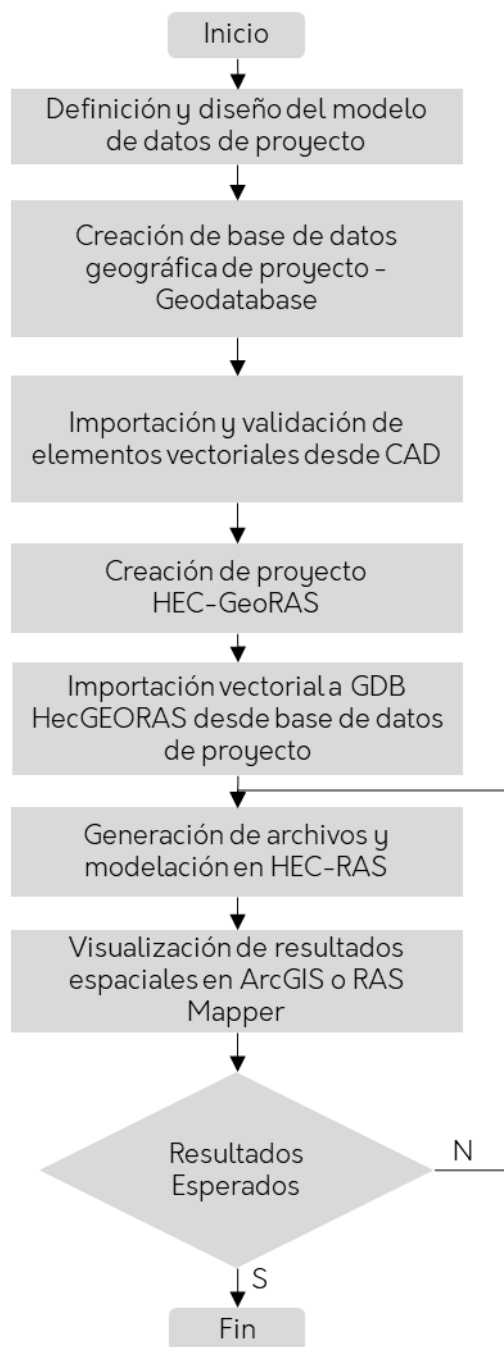 Inicio
Definición y diseño del modelo
de datos de proyecto
Creación de base de datos
geográfica de proyecto -
Geodatabase
Importación y validación de
elementos vectoriales desde CAD
Creación de proyecto
HEC-GeoRAS
Importación vectorial a GDB
HecGEORAS desde base de datos
de proyecto
Generación de archivos y
modelación en HEC-RAS
Visualización de resultados
espaciales en ArcGIS o RAS
Mapper
Resultados
Esperados
N
S
Fin